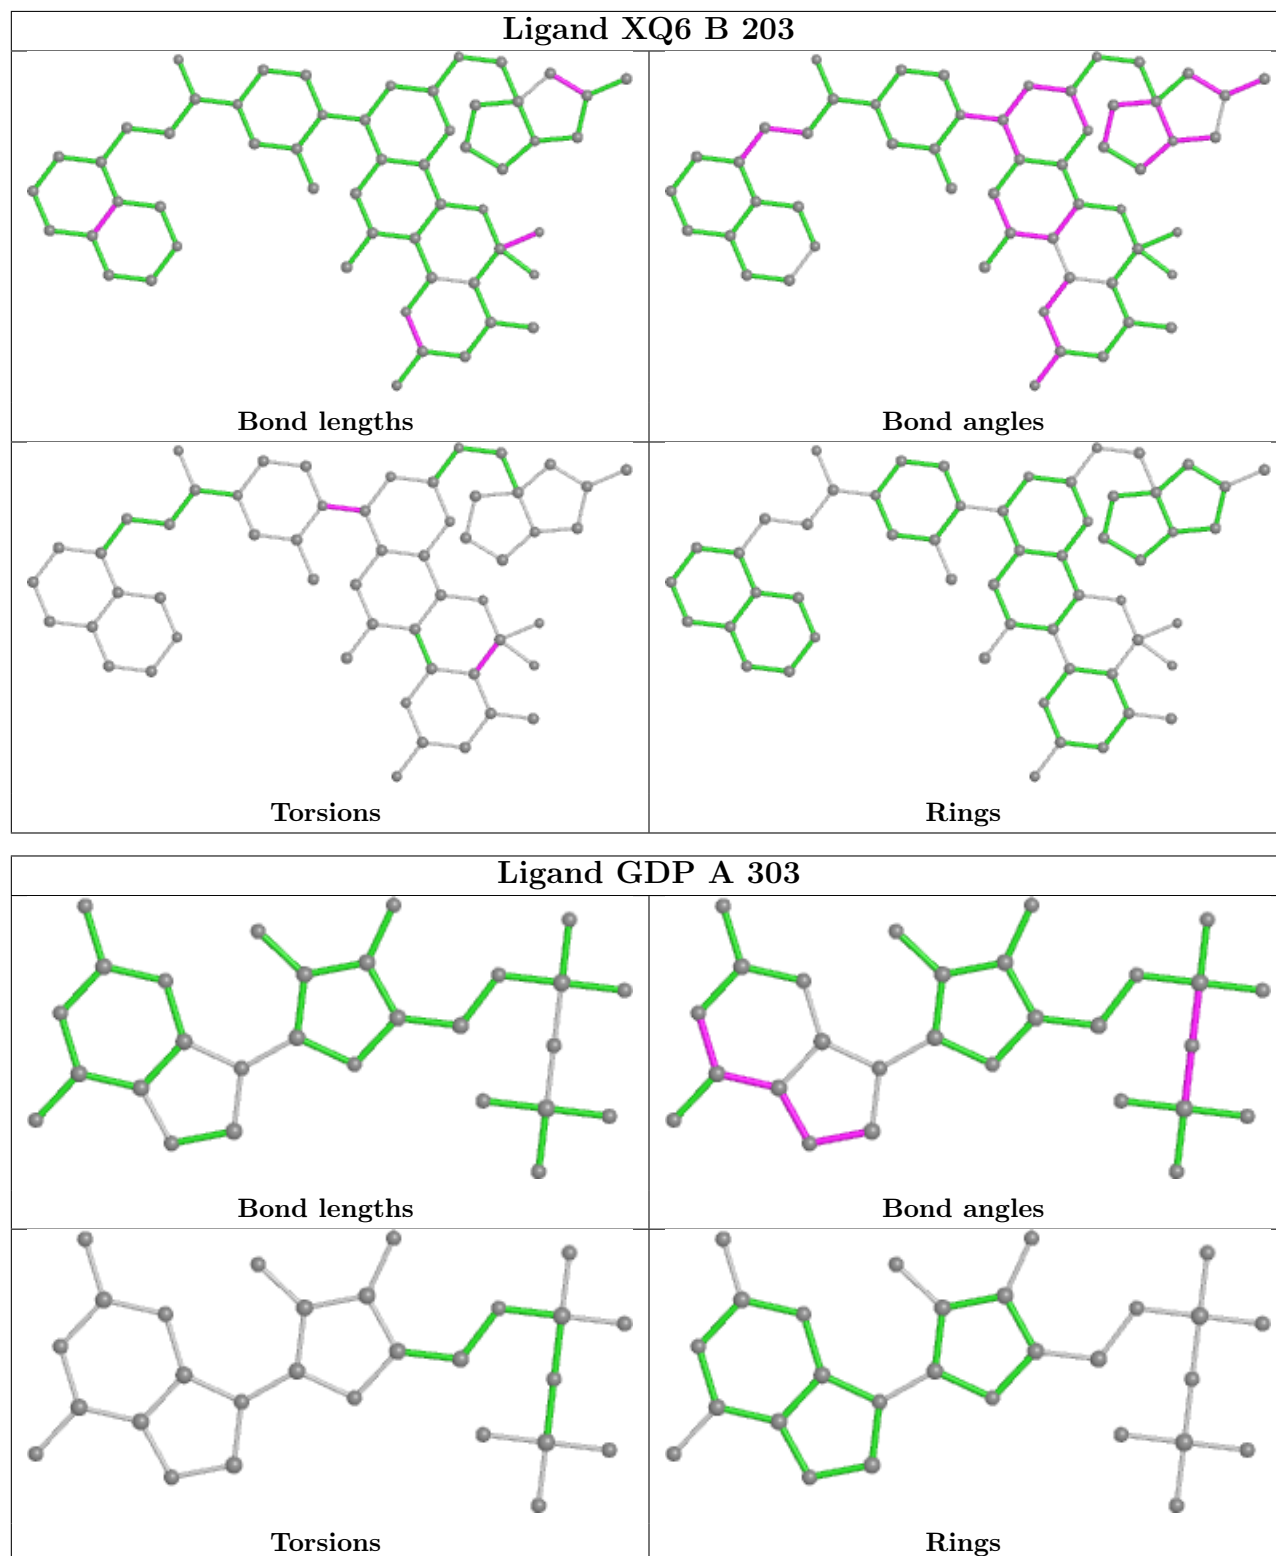 Ligand XQ6 B 203
Bond lengths
Bond angles
Torsions
Rings
Ligand GDP A 303
Bond lengths
Bond angles
Torsions
Rings